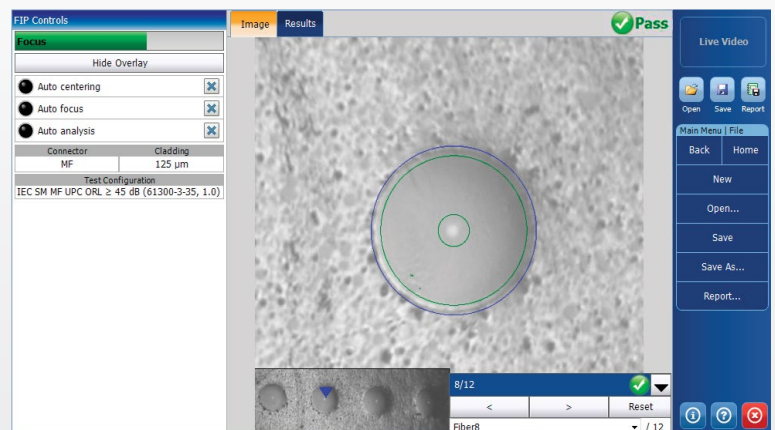 FIP Controls
Focus
Hide Overlay
Auto centering
Auto focus
Auto analysis
Connector Cladding
MF 125 µm
Test Configuration
IEC SM MF UPC ORL ≥ 45 dB (61300-3-35, 1.0)
Image Results
Pass
8/12
< > Reset
Fiber8 / 12
Live Video
Open Save Report
Main Menu | File
Back Home
New
Open...
Save
Save As...
Report...